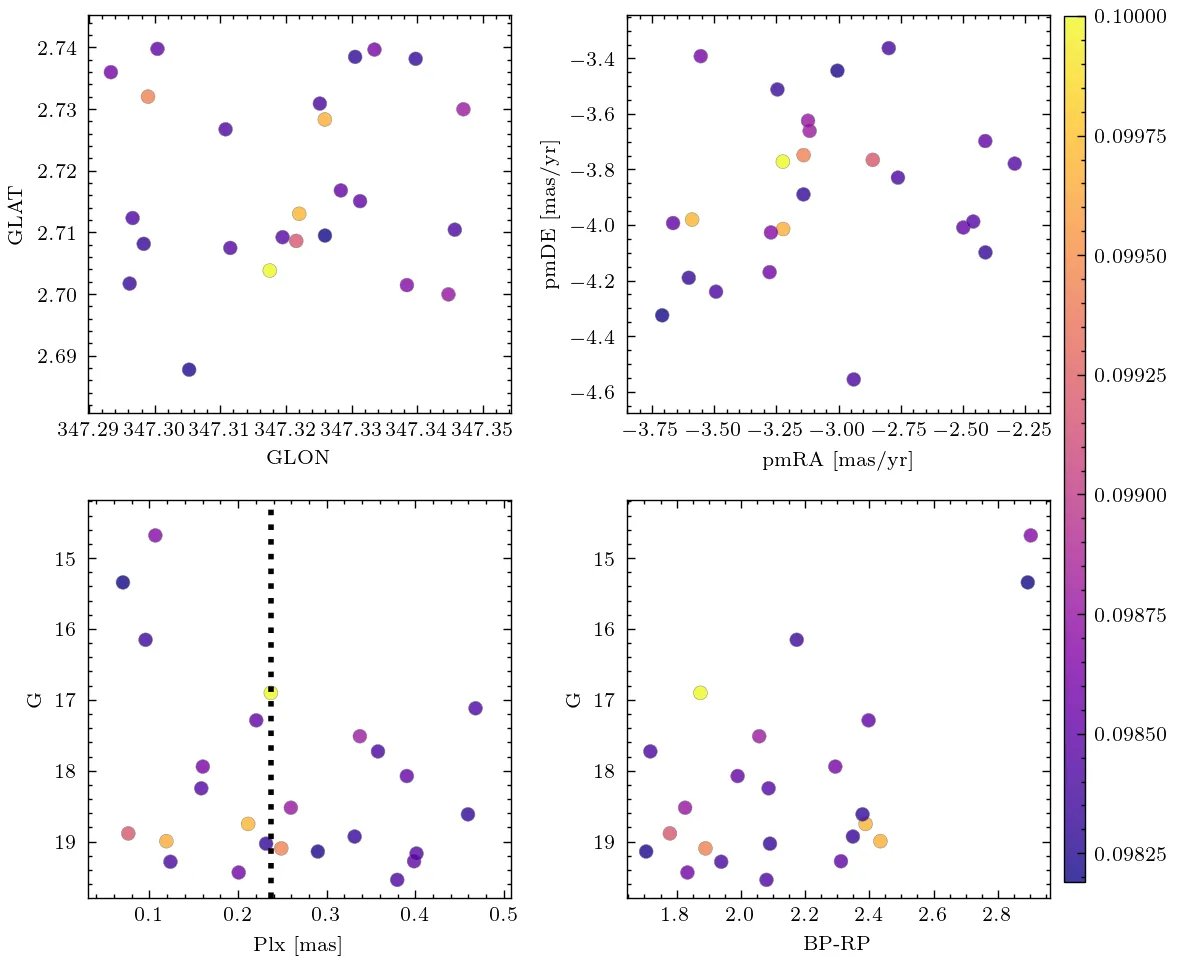 2.74
2.73
2.72
2.71
2.70
2.69
GLAT
347.29 347.30 347.31 347.32 347.33 347.34 347.35
GLON
−3.4
−3.6
−3.8
−4.0
−4.2
−4.4
−4.6
pmDE [mas/yr]
−3.75 −3.50 −3.25 −3.00 −2.75 −2.50 −2.25
pmRA [mas/yr]
15
16
17
18
19
G
0.1 0.2 0.3 0.4 0.5
Plx [mas]
15
16
17
18
19
G
1.8 2.0 2.2 2.4 2.6 2.8
BP-RP
0.10000
0.09975
0.09950
0.09925
0.09900
0.09875
0.09850
0.09825